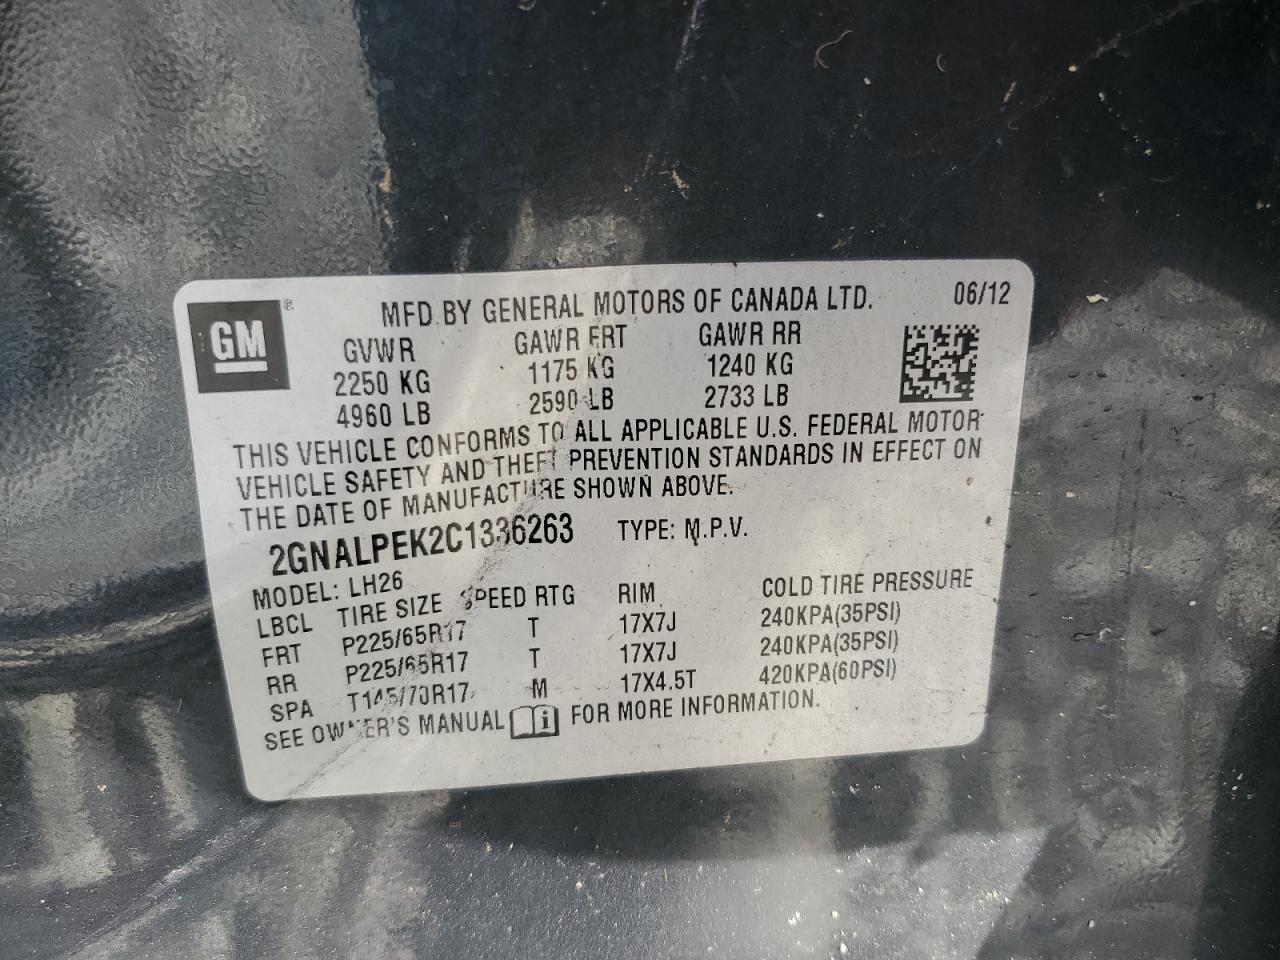 GM ®
MFD BY GENERAL MOTORS OF CANADA LTD. 06/12
GVWR GAWR FRT GAWR RR
2250 KG 1175 KG 1240 KG
4960 LB 2590 LB 2733 LB
THIS VEHICLE CONFORMS TO ALL APPLICABLE U.S. FEDERAL MOTOR
VEHICLE SAFETY AND THEFT PREVENTION STANDARDS IN EFFECT ON
THE DATE OF MANUFACTURE SHOWN ABOVE.
2GNALPEK2C1336263 TYPE: M.P.V.
MODEL: LH26
LBCL TIRE SIZE SPEED RTG RIM COLD TIRE PRESSURE
FRT P225/65R17 T 17X7J 240KPA(35PSI)
RR P225/65R17 T 17X7J 240KPA(35PSI)
SPA T145/70R17 M 17X4.5T 420KPA(60PSI)
SEE OWNER'S MANUAL FOR MORE INFORMATION.